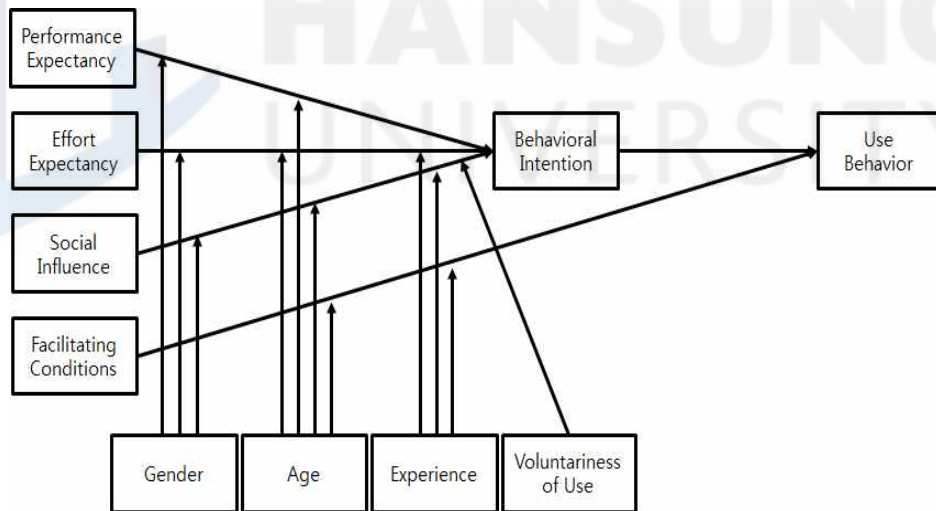 HANSUNG
UNIVERSITY
Performance
Expectancy
Effort
Expectancy
Social
Influence
Facilitating
Conditions
Behavioral
Intention
Use
Behavior
Gender
Age
Experience
Voluntariness
of Use